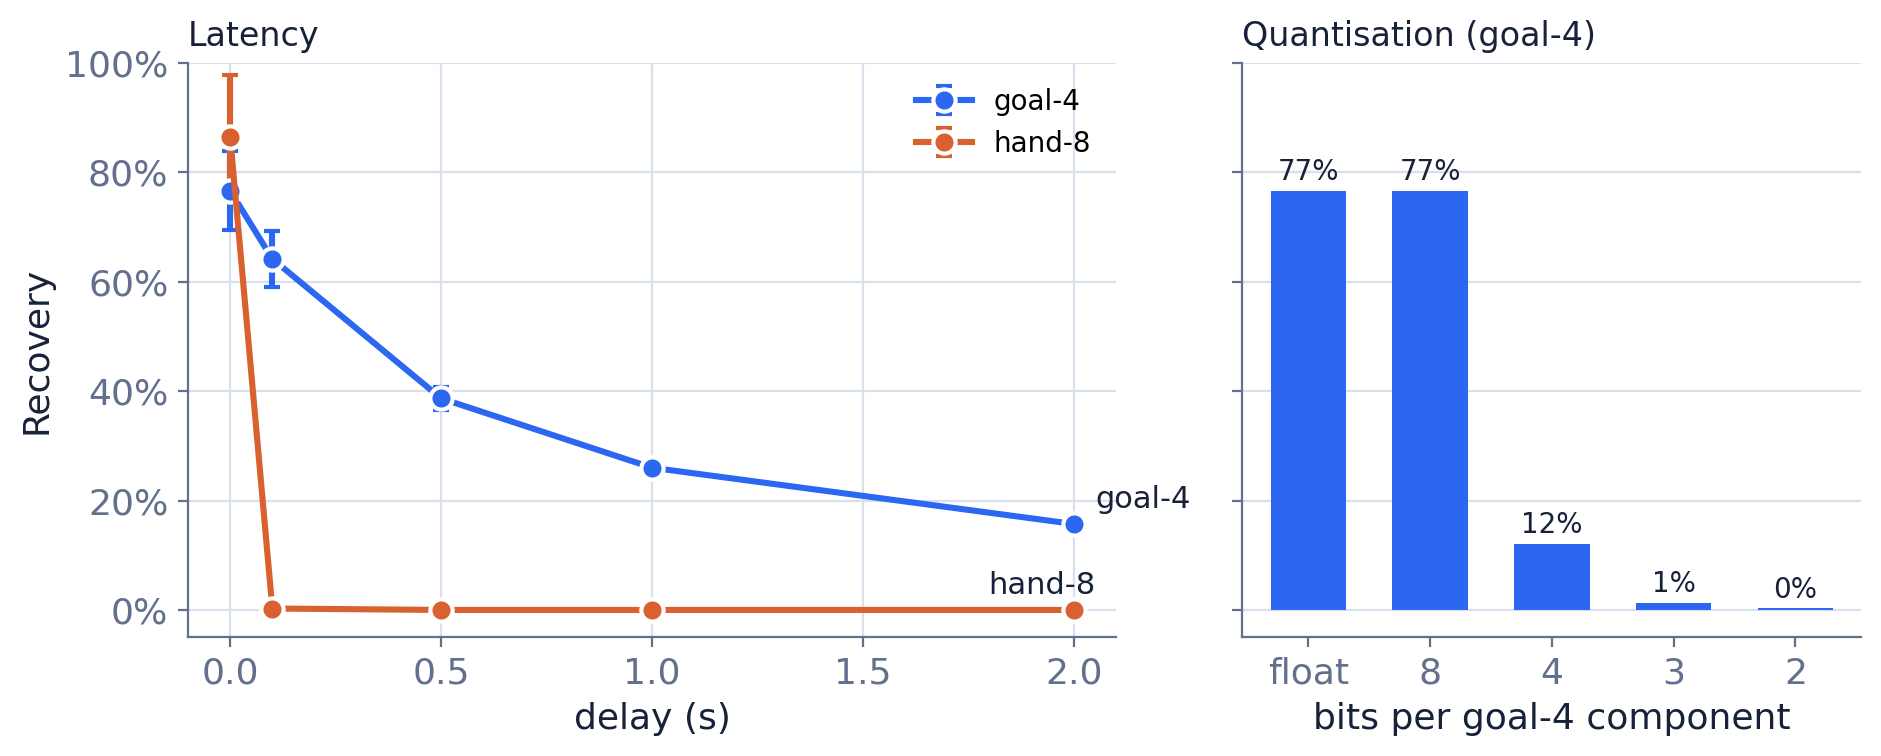 Latency
100%
80%
60%
40%
20%
0%
Recovery
goal-4
hand-8
goal-4
hand-8
0.0
0.5
1.0
1.5
2.0
delay (s)
Quantisation (goal-4)
77%
77%
12%
1%
0%
float
8
4
3
2
bits per goal-4 component